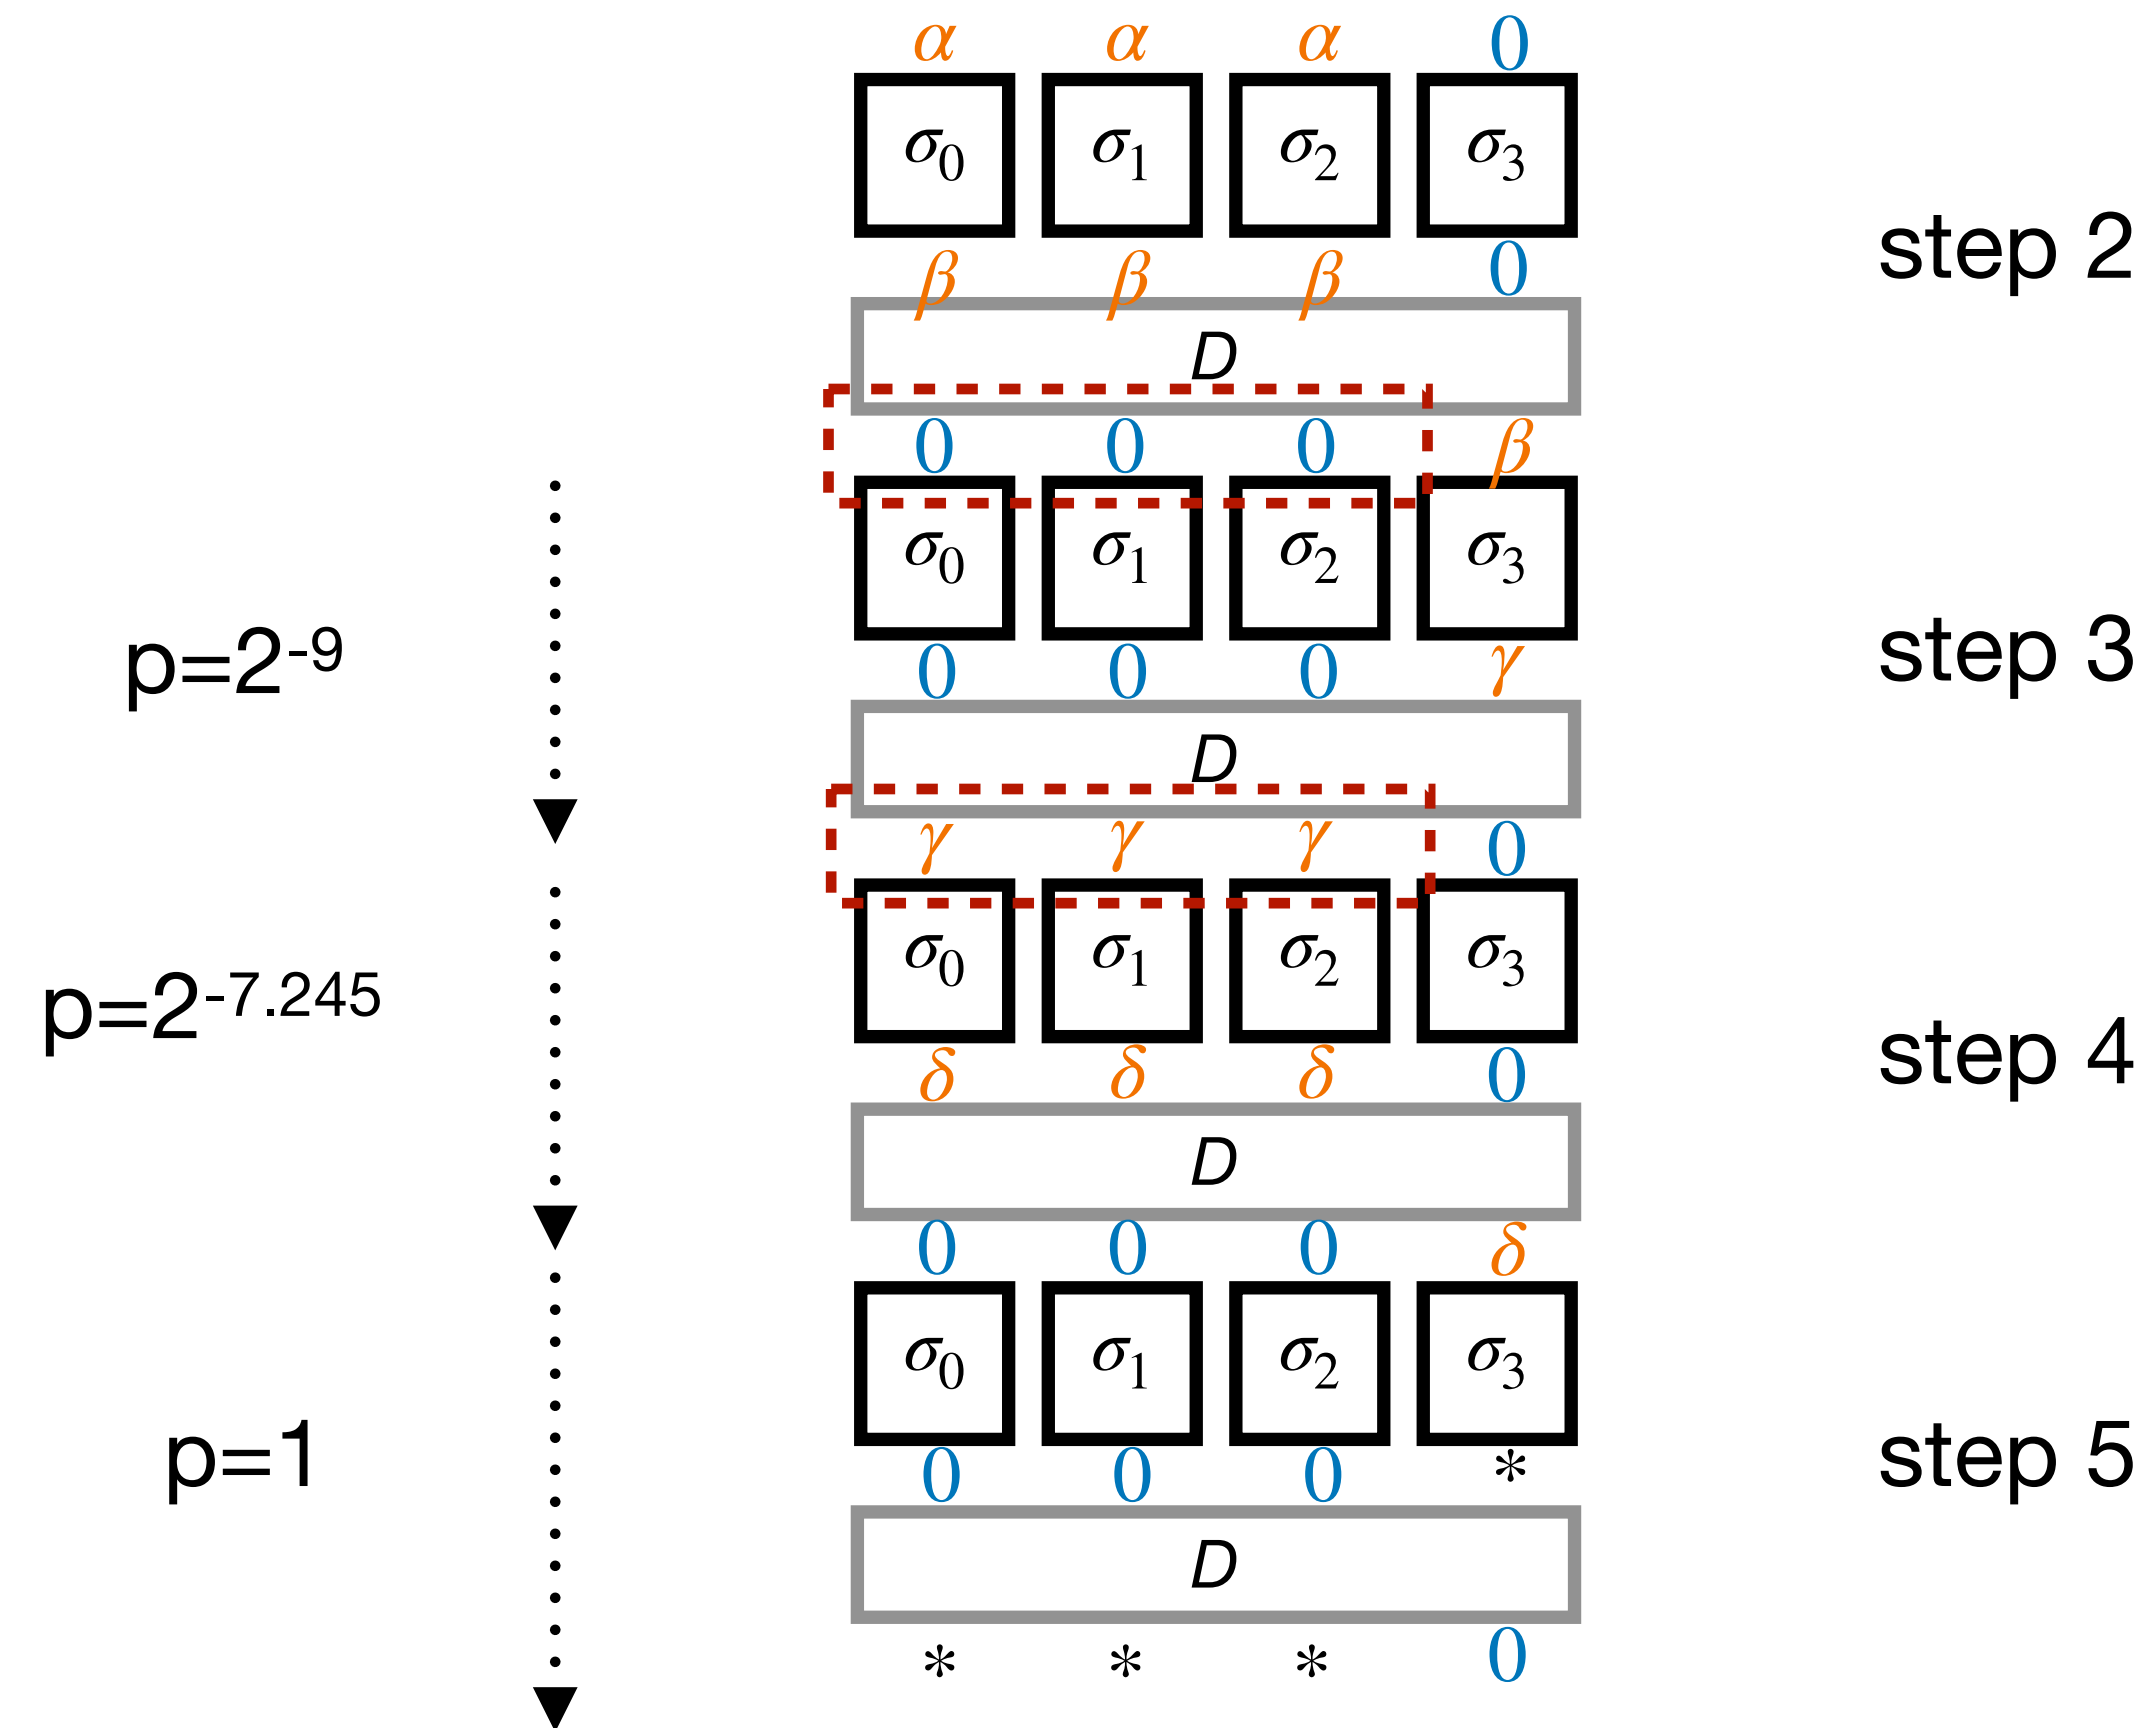 α α α 0
σ0 σ1 σ2 σ3
step 2
β β β 0
D
0 0 0 β
σ0 σ1 σ2 σ3
p=2-9
step 3
0 0 0 γ
D
γ γ γ 0
σ0 σ1 σ2 σ3
p=2-7.245
step 4
δ δ δ 0
D
0 0 0 δ
σ0 σ1 σ2 σ3
p=1
step 5
0 0 0 *
D
* * * 0